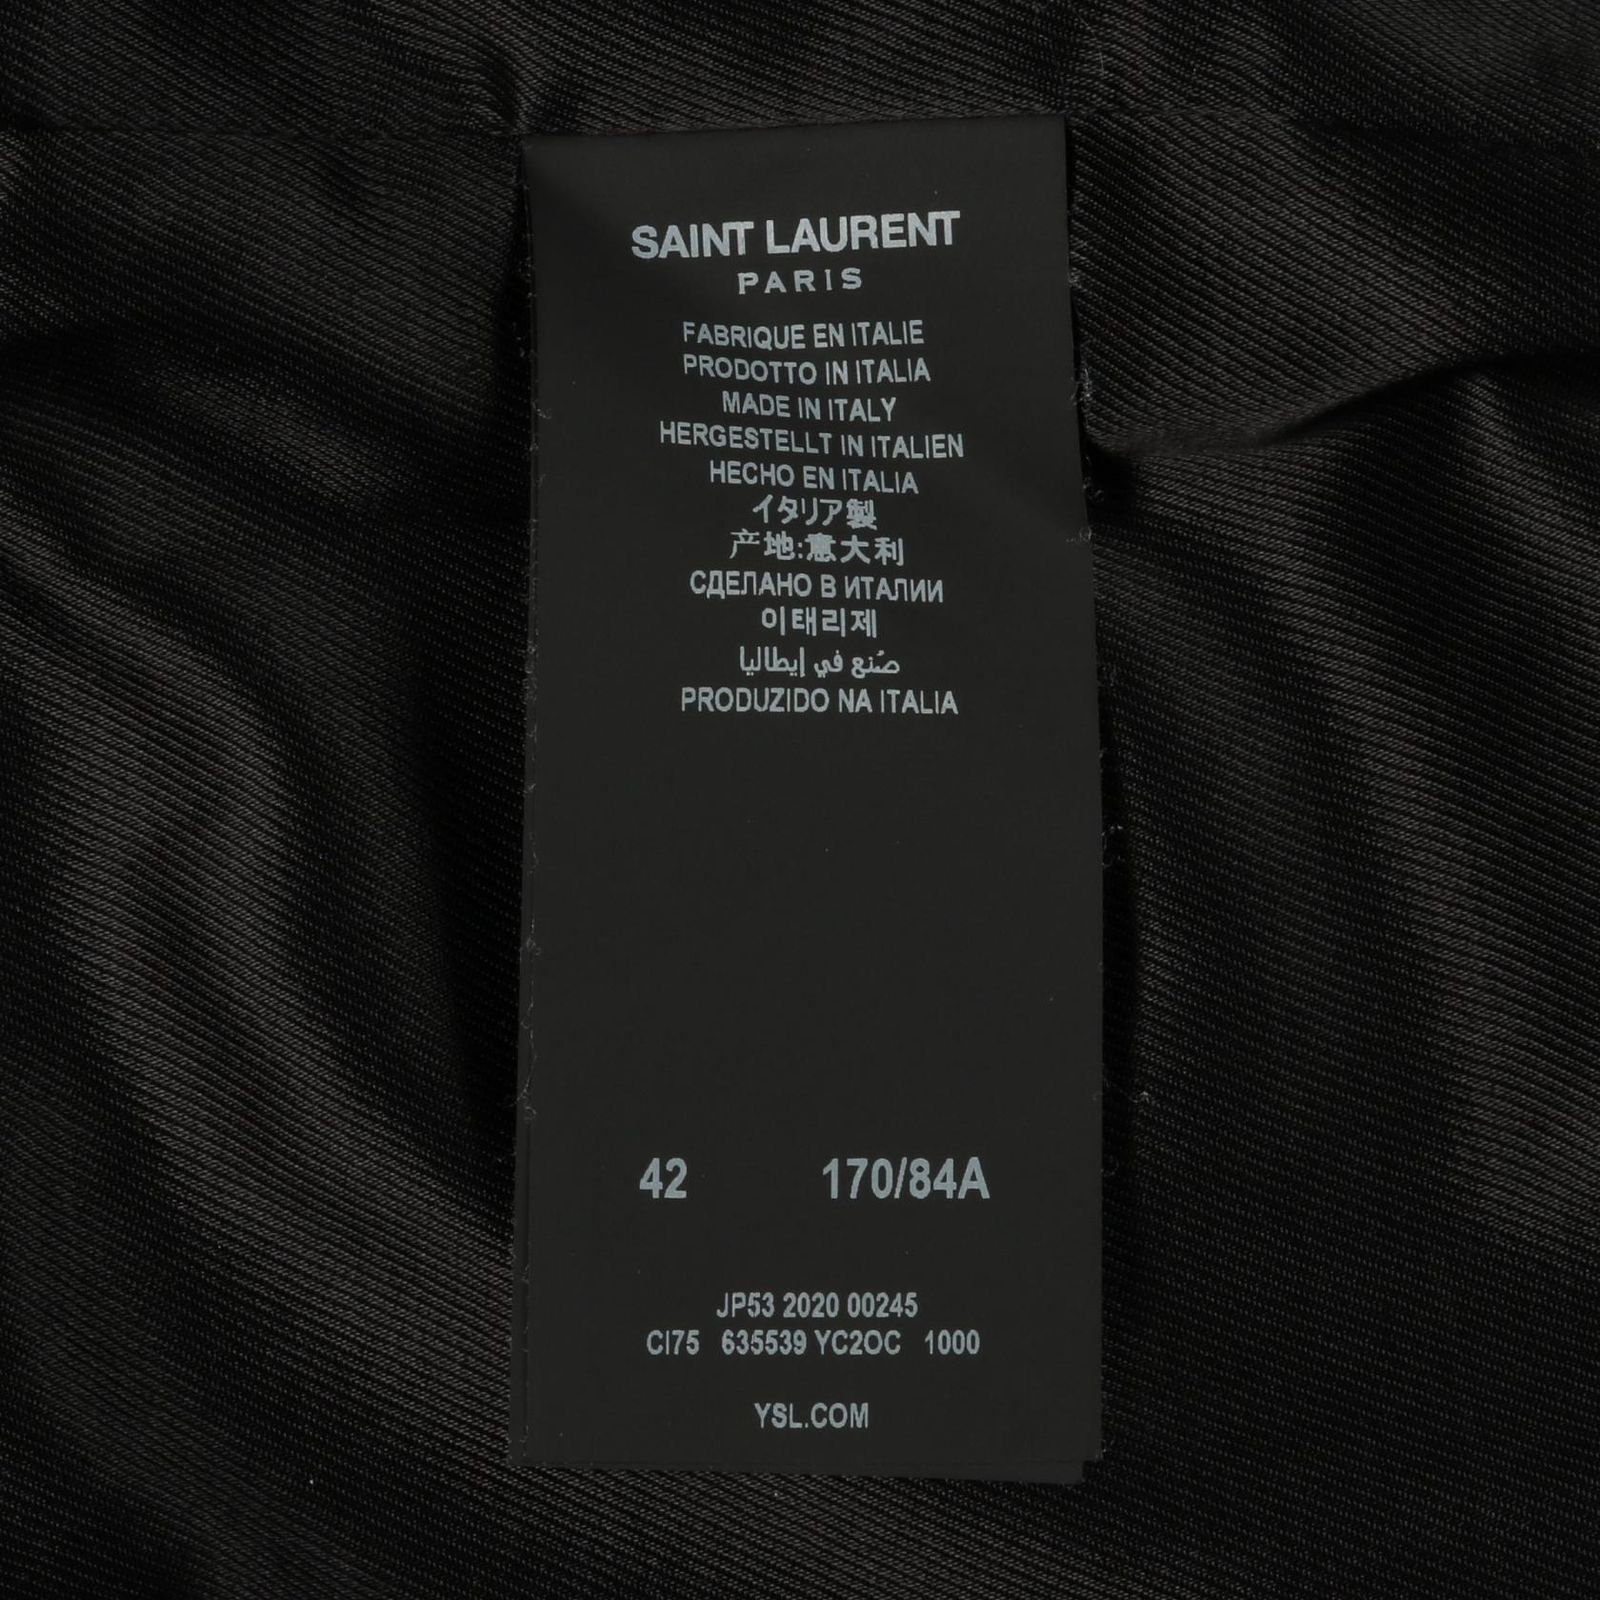 SAINT LAURENT
PARIS
FABRIQUE EN ITALIE
PRODOTTO IN ITALIA
MADE IN ITALY
HERGESTELLT IN ITALIEN
HECHO EN ITALIA
イタリア製
产地:意大利
СДЕЛАНО В ИТАЛИИ
이태리제
صُنع في إيطاليا
PRODUZIDO NA ITALIA
42 170/84A
JP53 2020 00245
CI75 635539 YC2OC 1000
YSL.COM